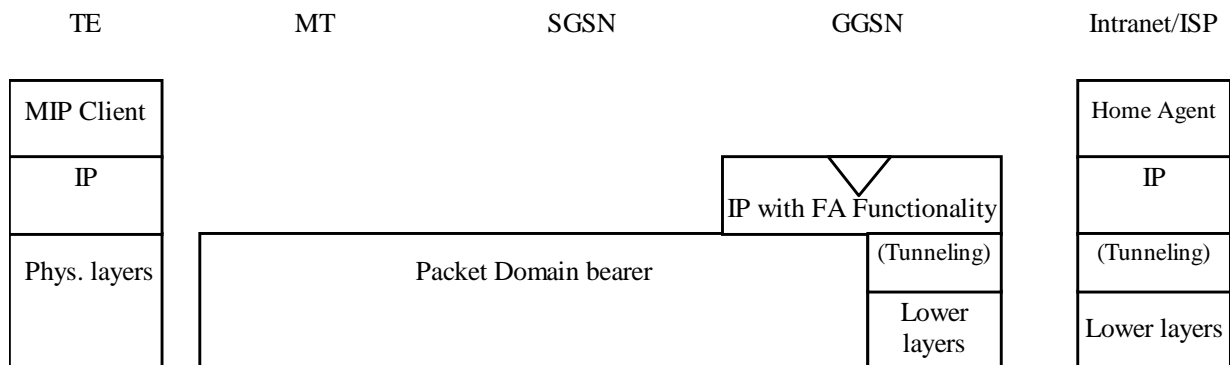 TE MT SGSN GGSN Intranet/ISP
MIP Client Home Agent
IP IP
IP with FA Functionality
Phys. layers Packet Domain bearer (Tunneling) (Tunneling)
Lower
layers Lower layers